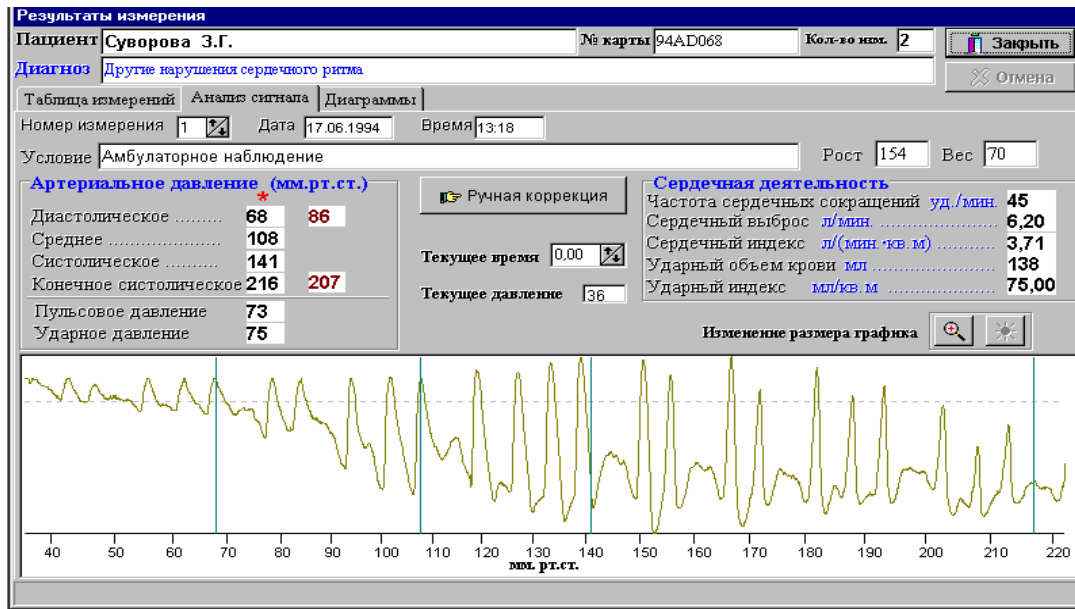 Результаты измерения
Пациент Суворова З.Г. № карты 94AD068 Кол-во изм. 2 Закрыть
Диагноз Другие нарушения сердечного ритма Отмена
Таблица измерений Анализ сигнала Диаграммы
Номер измерения 1 Дата 17.06.1994 Время 13:18
Условие Амбулаторное наблюдение Рост 154 Вес 70
Артериальное давление (мм.рт.ст.) Ручная коррекция Сердечная деятельность
*
Диастолическое ......... 68 86 Частота сердечных сокращений уд./мин. 45
Среднее .................... 108 Сердечный выброс л/мин. ..................... 6,20
Систолическое .......... 141 Текущее время 0,00 Сердечный индекс л/(мин.·кв.м) .......... 3,71
Конечное систолическое 216 207 Текущее давление 36 Ударный объем крови мл ...................... 138
Ударный индекс мл/кв.м ................... 75,00
Пульсовое давление 73
Ударное давление 75 Изменение размера графика
40 50 60 70 80 90 100 110 120 130 140 150 160 170 180 190 200 210 220
мм. рт.ст.